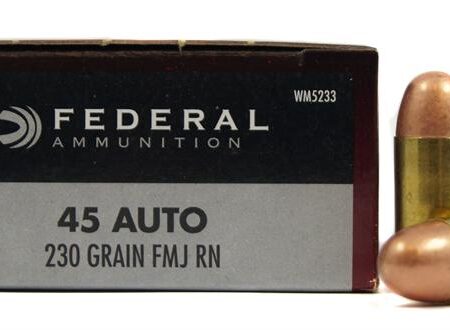 WM5233
FEDERAL
AMMUNITION
45 AUTO
230 GRAIN FMJ RN